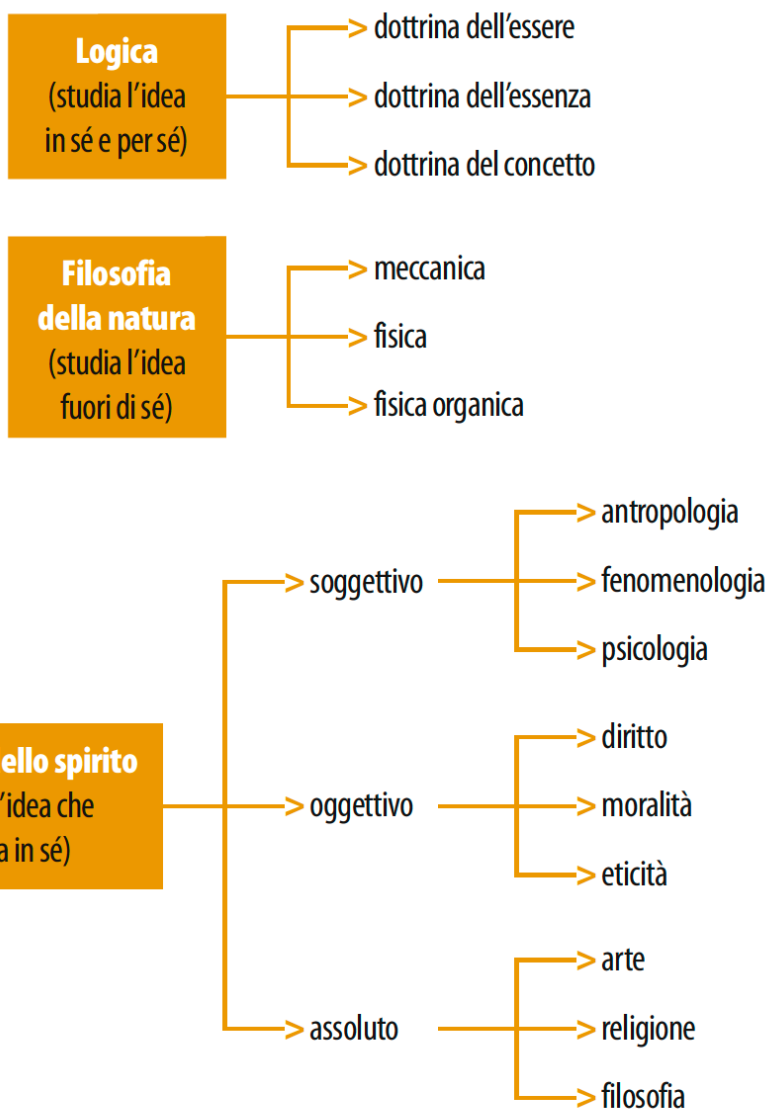 Logica
(studia l'idea
in sé e per sé)
> dottrina dell'essere
> dottrina dell'essenza
> dottrina del concetto
Filosofia
della natura
(studia l'idea
fuori di sé)
> meccanica
> fisica
> fisica organica
ello spirito
'idea che
a in sé)
> soggettivo
> antropologia
> fenomenologia
> psicologia
> oggettivo
> diritto
> moralità
> eticità
> assoluto
> arte
> religione
> filosofia